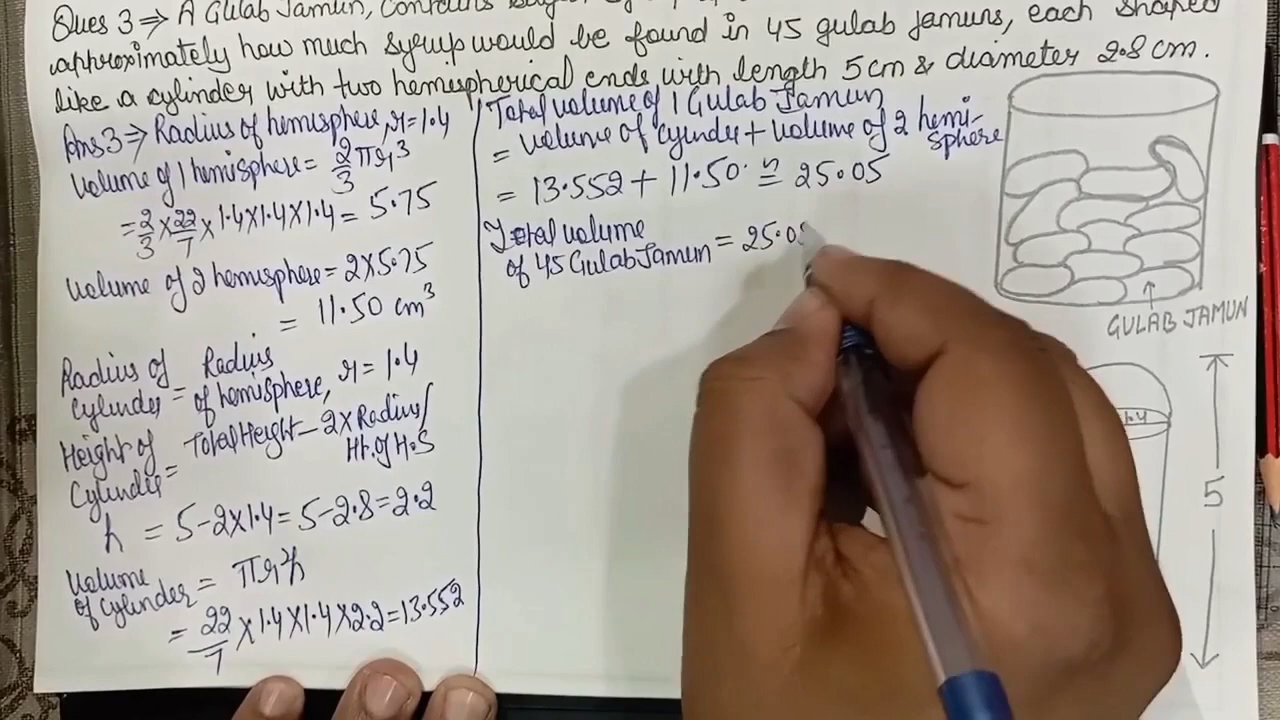 Ques 3 ⇒ A Gulab Jamun, contains
approximately how much syrup would be found in 45 gulab jamuns, each shaped
like a cylinder with two hemispherical ends with length 5 cm & diameter 2.8 cm.
Ans 3 ⇒ Radius of hemisphere, r = 1.4
Volume of 1 hemisphere = 2/3 πr³
= 2/3 × 22/7 × 1.4 × 1.4 × 1.4 = 5.75
Volume of 2 hemisphere = 2 × 5.75
= 11.50 cm³
Radius of Cylinder = Radius of hemisphere, r = 1.4
Height of Cylinder = Total Height – 2 × Radius/Ht. of H.S
h = 5 – 2 × 1.4 = 5 – 2.8 = 2.2
Volume of Cylinder = πr²h
= 22/7 × 1.4 × 1.4 × 2.2 = 13.552
Total volume of 1 Gulab Jamun
= volume of cylinder + volume of 2 hemi-
sphere
= 13.552 + 11.50 ≅ 25.05
Total volume
of 45 Gulab Jamun = 25.05
GULAB JAMUN
1.4
5